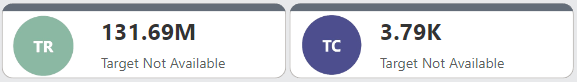 TR
131.69M
Target Not Available
TC
3.79K
Target Not Available